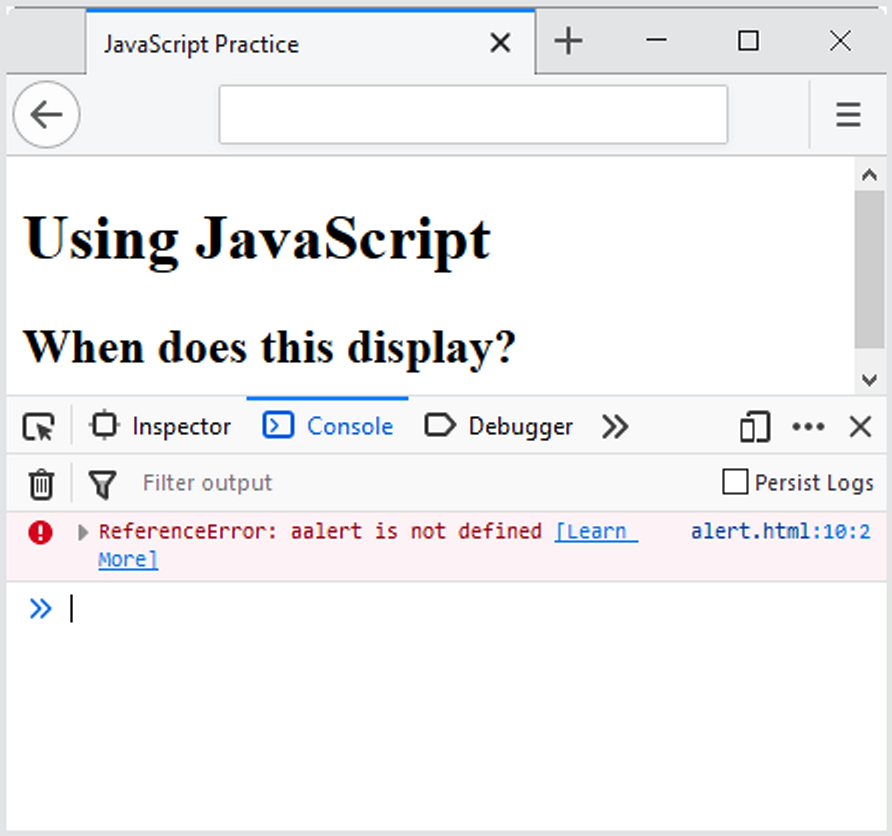 JavaScript Practice
Using JavaScript
When does this display?
Inspector Console Debugger
Filter output Persist Logs
ReferenceError: aalert is not defined [Learn alert.html:10:2
More]